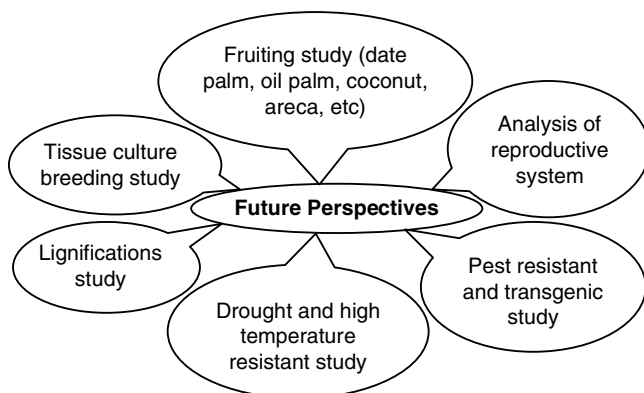 Fruiting study (date
palm, oil palm, coconut,
areca, etc)
Analysis of
reproductive
system
Tissue culture
breeding study
Future Perspectives
Lignifications
study
Pest resistant
and transgenic
study
Drought and high
temperature
resistant study